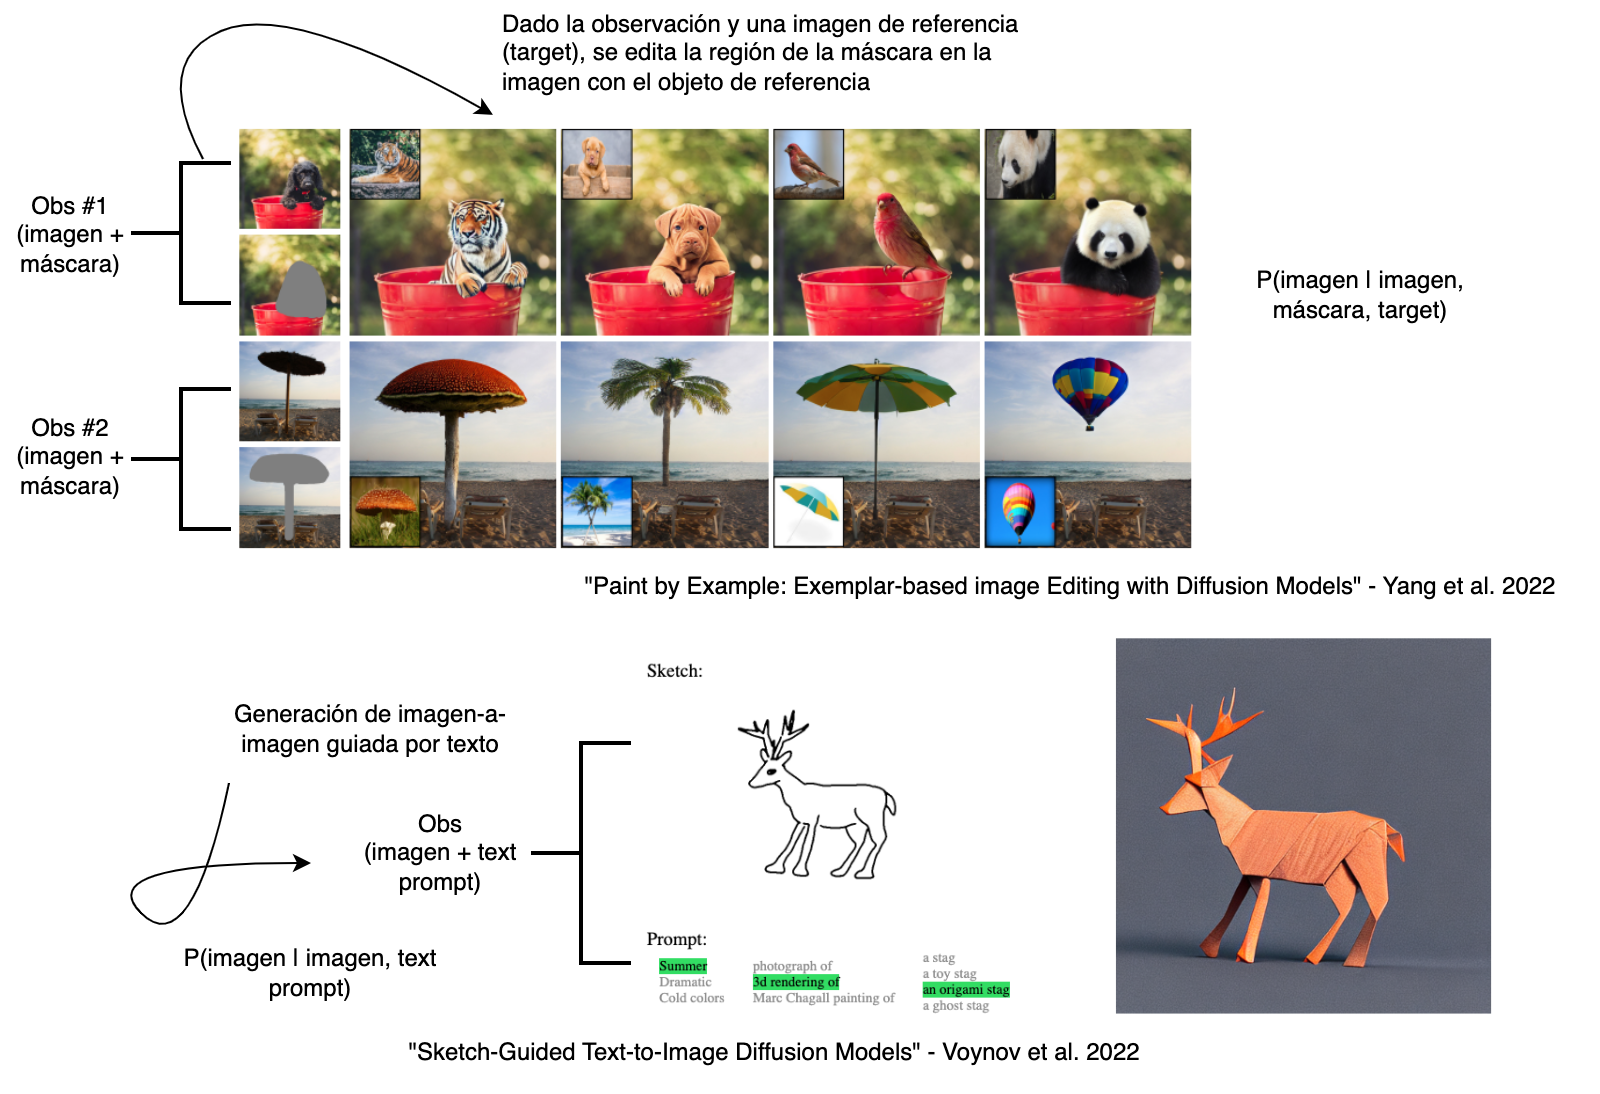 Dado la observación y una imagen de referencia
(target), se edita la región de la máscara en la
imagen con el objeto de referencia
Obs #1
(imagen +
máscara)
P(imagen | imagen,
máscara, target)
Obs #2
(imagen +
máscara)
"Paint by Example: Exemplar-based image Editing with Diffusion Models" - Yang et al. 2022
Sketch:
Generación de imagen-a-
imagen guiada por texto
Obs
(imagen + text
prompt)
P(imagen | imagen, text
prompt)
Prompt:
Summer
Dramatic
Cold colors
photograph of
3d rendering of
Marc Chagall painting of
a stag
a toy stag
an origami stag
a ghost stag
"Sketch-Guided Text-to-Image Diffusion Models" - Voynov et al. 2022